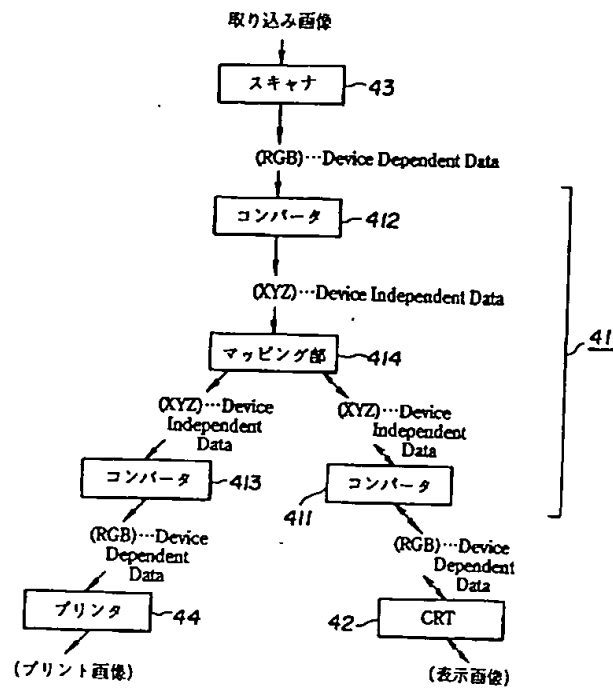 取り込み画像
スキャナ
43
(RGB)…Device Dependent Data
コンバータ
412
(XYZ)…Device Independent Data
マッピング部
414
41
(XYZ)…Device
Independent
Data
(XYZ)…Device
Independent
Data
コンバータ
413
411
コンバータ
(RGB)…Device
Dependent
Data
(RGB)…Device
Dependent
Data
プリンタ
44
42
CRT
(プリント画像)
(表示画像)